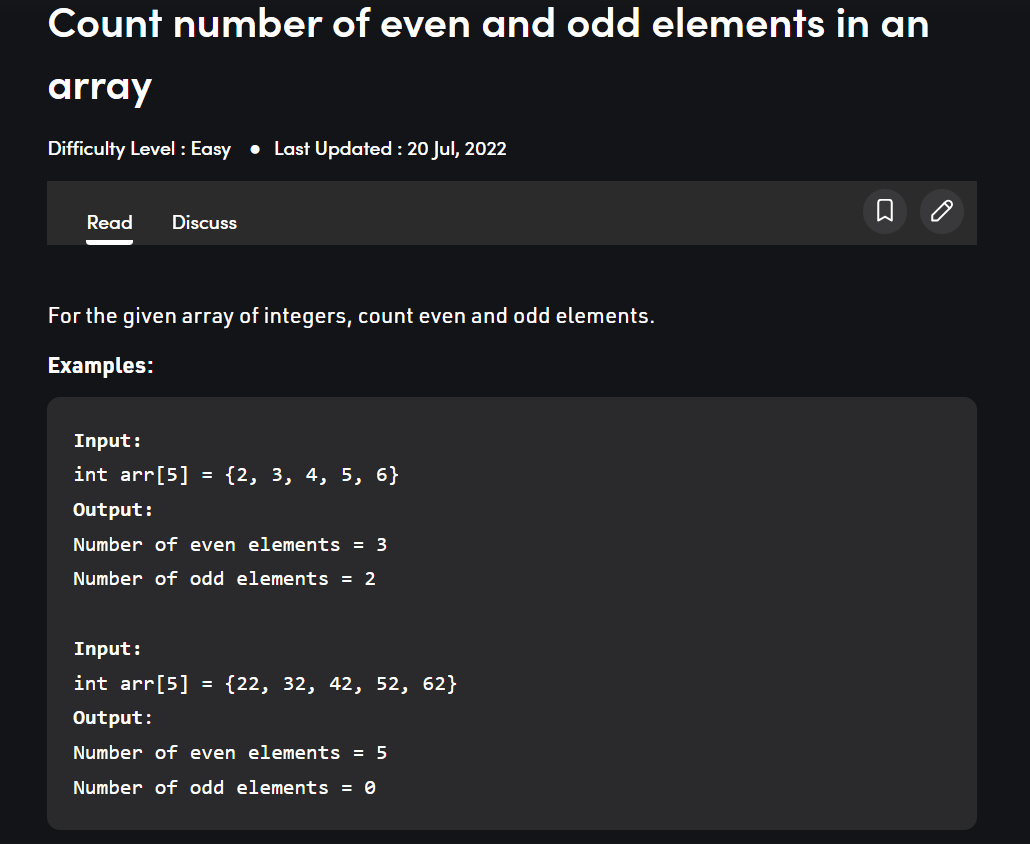 Count number of even and odd elements in an
array
Difficulty Level : Easy ● Last Updated : 20 Jul, 2022
Read Discuss
For the given array of integers, count even and odd elements.
Examples:
Input:
int arr[5] = {2, 3, 4, 5, 6}
Output:
Number of even elements = 3
Number of odd elements = 2
Input:
int arr[5] = {22, 32, 42, 52, 62}
Output:
Number of even elements = 5
Number of odd elements = 0